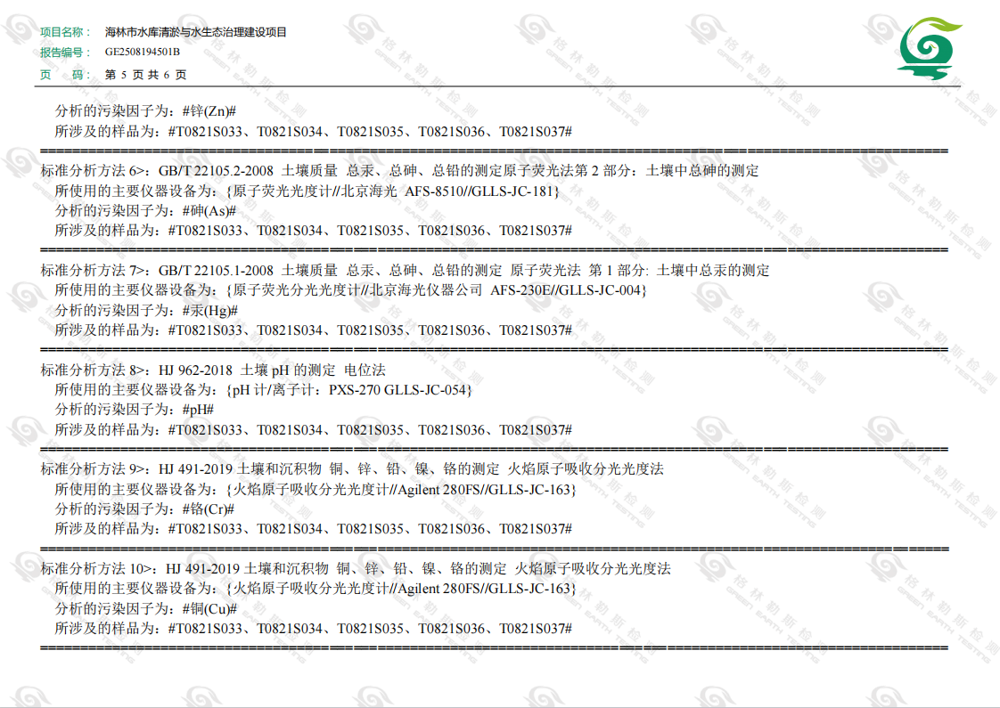 项目名称： 海林市水库清淤与水生态治理建设项目
报告编号： GE2508194501B
页 码： 第 5 页 共 6 页
分析的污染因子为：#锌(Zn)#
所涉及的样品为：#T0821S033、T0821S034、T0821S035、T0821S036、T0821S037#
标准分析方法 6>：GB/T 22105.2-2008 土壤质量 总汞、总砷、总铅的测定原子荧光法第 2 部分：土壤中总砷的测定
所使用的主要仪器设备为：{原子荧光光度计//北京海光 AFS-8510//GLLS-JC-181}
分析的污染因子为：#砷(As)#
所涉及的样品为：#T0821S033、T0821S034、T0821S035、T0821S036、T0821S037#
标准分析方法 7>：GB/T 22105.1-2008 土壤质量 总汞、总砷、总铅的测定 原子荧光法 第 1 部分: 土壤中总汞的测定
所使用的主要仪器设备为：{原子荧光分光光度计//北京海光仪器公司 AFS-230E//GLLS-JC-004}
分析的污染因子为：#汞(Hg)#
所涉及的样品为：#T0821S033、T0821S034、T0821S035、T0821S036、T0821S037#
标准分析方法 8>：HJ 962-2018 土壤 pH 的测定 电位法
所使用的主要仪器设备为：{pH 计/离子计：PXS-270 GLLS-JC-054}
分析的污染因子为：#pH#
所涉及的样品为：#T0821S033、T0821S034、T0821S035、T0821S036、T0821S037#
标准分析方法 9>：HJ 491-2019 土壤和沉积物 铜、锌、铅、镍、铬的测定 火焰原子吸收分光光度法
所使用的主要仪器设备为：{火焰原子吸收分光光度计//Agilent 280FS//GLLS-JC-163}
分析的污染因子为：#铬(Cr)#
所涉及的样品为：#T0821S033、T0821S034、T0821S035、T0821S036、T0821S037#
标准分析方法 10>：HJ 491-2019 土壤和沉积物 铜、锌、铅、镍、铬的测定 火焰原子吸收分光光度法
所使用的主要仪器设备为：{火焰原子吸收分光光度计//Agilent 280FS//GLLS-JC-163}
分析的污染因子为：#铜(Cu)#
所涉及的样品为：#T0821S033、T0821S034、T0821S035、T0821S036、T0821S037#
格林勒斯检测
GREEN EARTH TESTING